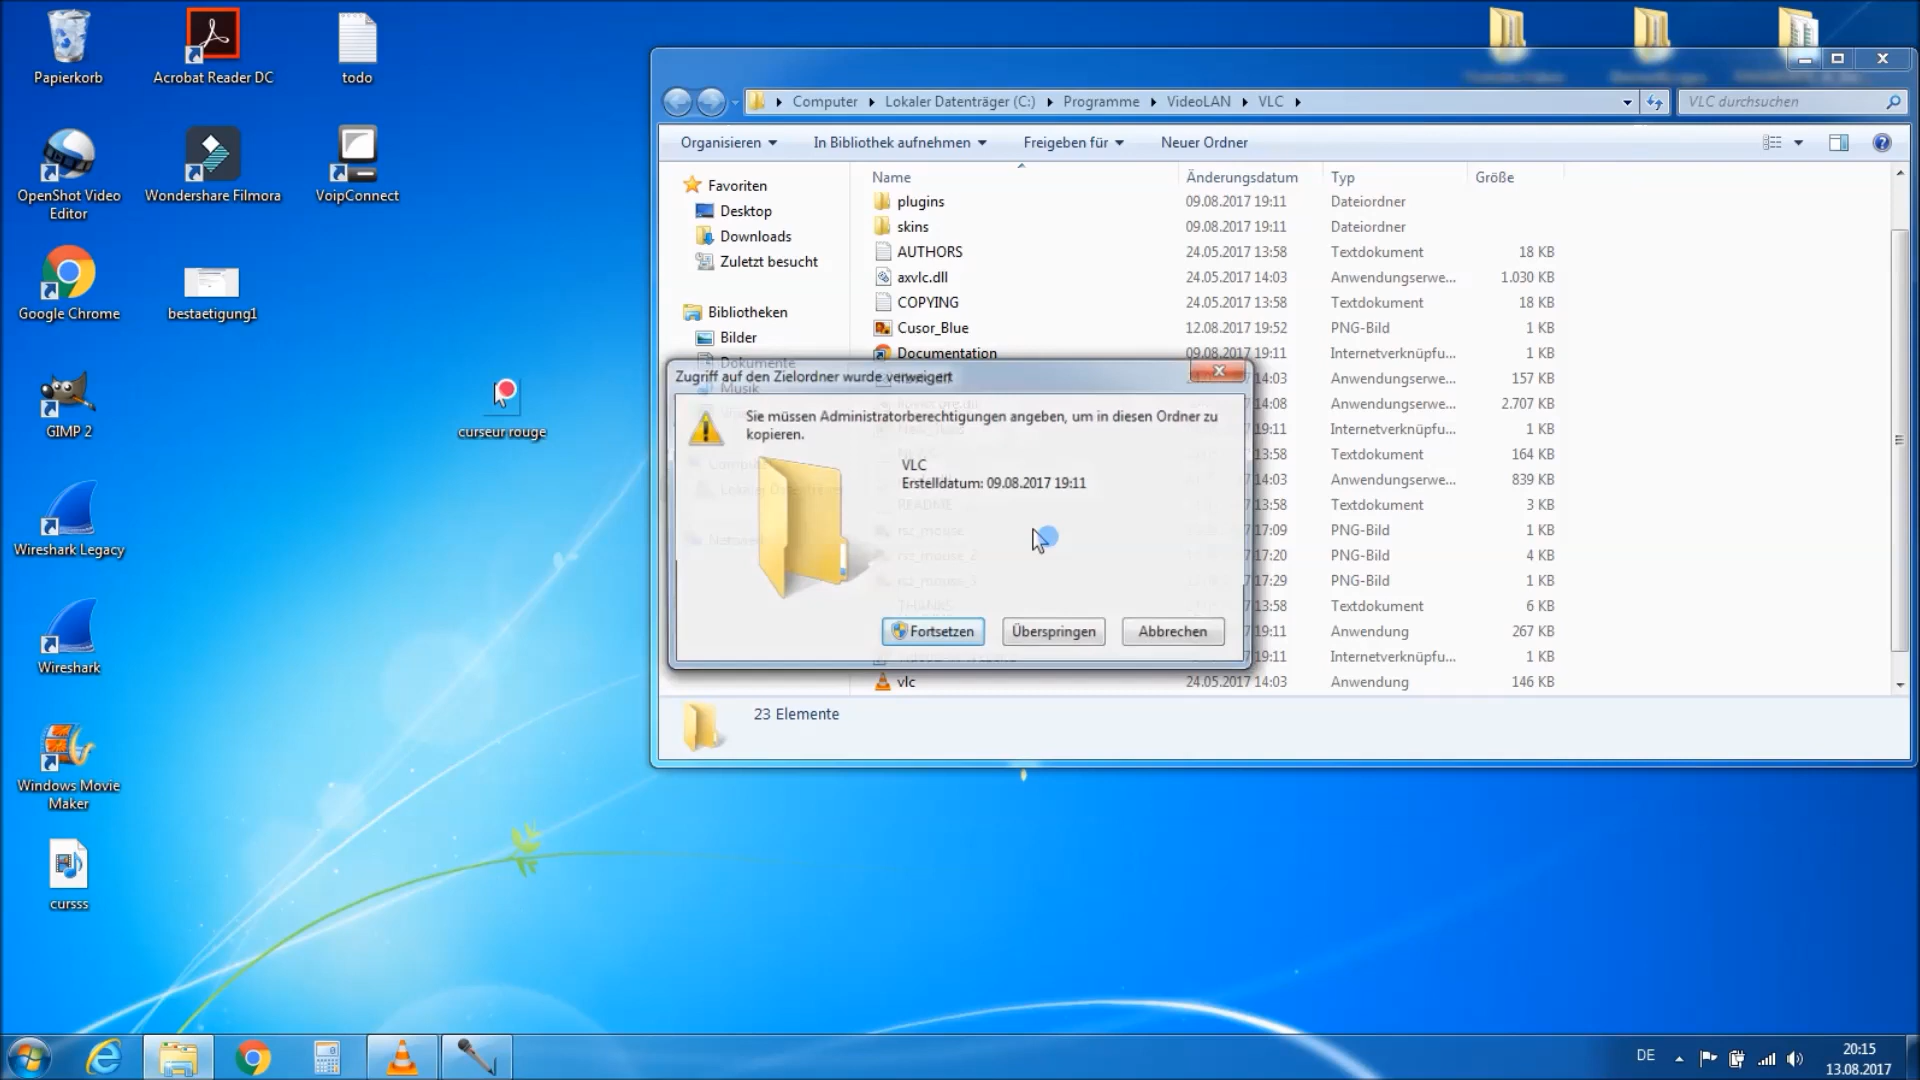 Papierkorb
Acrobat Reader DC
todo
OpenShot Video
Editor
Wondershare Filmora
VoipConnect
Google Chrome
bestaetigung1
GIMP 2
curseur rouge
Wireshark Legacy
Wireshark
Windows Movie
Maker
cursss
Computer
Lokaler Datenträger (C:)
Programme
VideoLAN
VLC
VLC durchsuchen
Organisieren
In Bibliothek aufnehmen
Freigeben für
Neuer Ordner
Favoriten
Desktop
Downloads
Zuletzt besucht
Bibliotheken
Bilder
Dokumente
Musik
Name Änderungsdatum Typ Größe
plugins 09.08.2017 19:11 Dateiordner
skins 09.08.2017 19:11 Dateiordner
AUTHORS 24.05.2017 13:58 Textdokument 18 KB
axvlc.dll 24.05.2017 14:03 Anwendungserwe... 1.030 KB
COPYING 24.05.2017 13:58 Textdokument 18 KB
Cusor_Blue 12.08.2017 19:52 PNG-Bild 1 KB
Documentation 09.08.2017 19:11 Internetverknüpfu... 1 KB
14:03 Anwendungserwe... 157 KB
14:08 Anwendungserwe... 2.707 KB
19:11 Internetverknüpfu... 1 KB
13:58 Textdokument 164 KB
14:03 Anwendungserwe... 839 KB
README 13:58 Textdokument 3 KB
rsz_mouse 17:09 PNG-Bild 1 KB
rsz_mouse_2 17:20 PNG-Bild 4 KB
rsz_mouse_3 17:29 PNG-Bild 1 KB
THANKS 13:58 Textdokument 6 KB
19:11 Anwendung 267 KB
19:11 Internetverknüpfu... 1 KB
vlc 24.05.2017 14:03 Anwendung 146 KB
23 Elemente
Zugriff auf den Zielordner wurde verweigert
Sie müssen Administratorberechtigungen angeben, um in diesen Ordner zu
kopieren.
VLC
Erstelldatum: 09.08.2017 19:11
Fortsetzen
Überspringen
Abbrechen
DE
20:15
13.08.2017